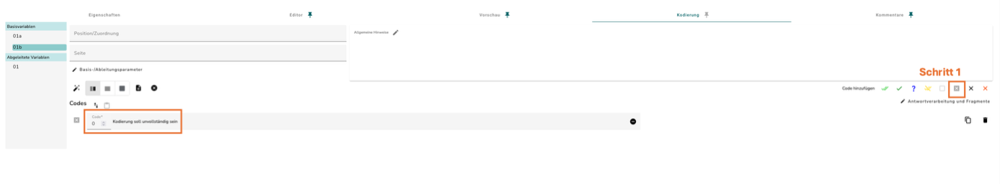 Eigenschaften Editor Vorschau Kodierung Kommentare
Basisvariablen
01a
01b
Abgeleitete Variablen
01
Position/Zuordnung
Seite
Basis-/Ableitungsparameter
Allgemeine Hinweise
Schritt 1
Code hinzufügen
Codes
Antwortverarbeitung und Fragmente
Code*
0 Kodierung soll unvollständig sein